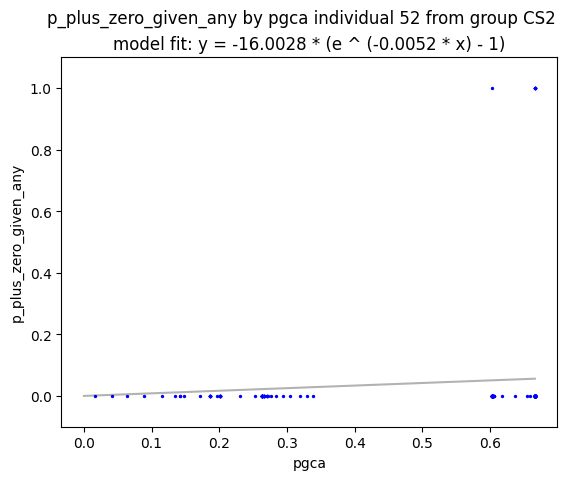 p_plus_zero_given_any by pgca individual 52 from group CS2
model fit: y = -16.0028 * (e ^ (-0.0052 * x) - 1)
p_plus_zero_given_any
1.0
0.8
0.6
0.4
0.2
0.0
0.0 0.1 0.2 0.3 0.4 0.5 0.6
pgca